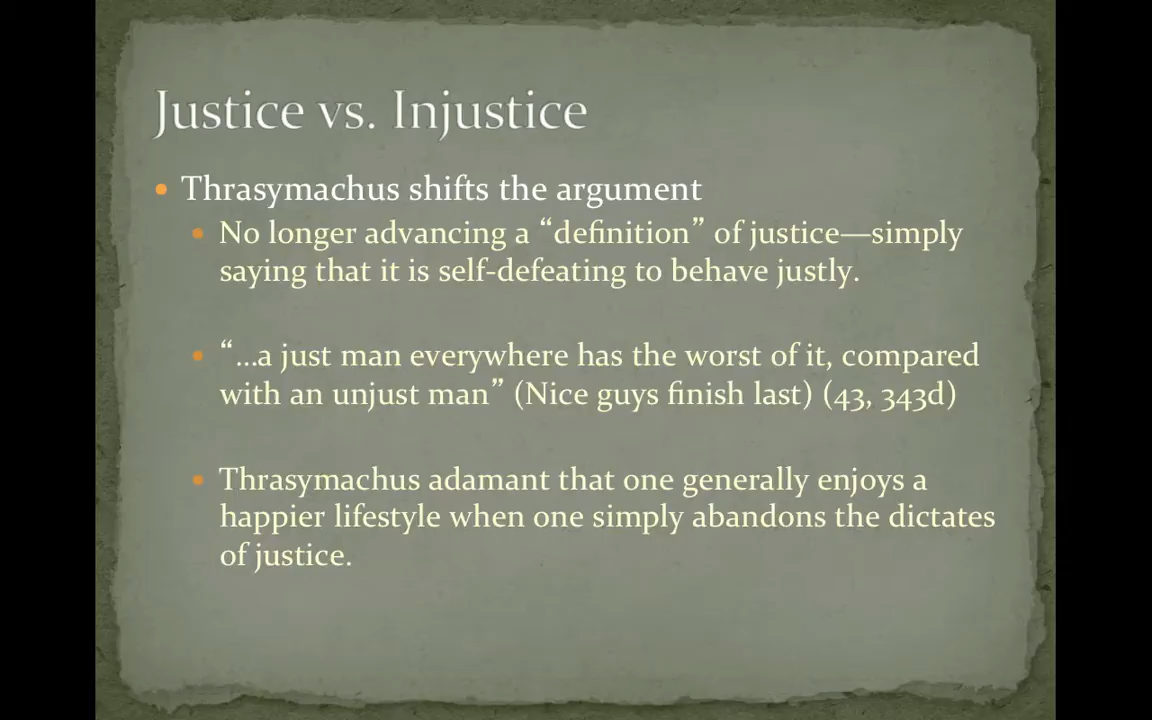 Justice vs. Injustice
• Thrasymachus shifts the argument
• No longer advancing a “definition” of justice—simply
saying that it is self-defeating to behave justly.
• “…a just man everywhere has the worst of it, compared
with an unjust man” (Nice guys finish last) (43, 343d)
• Thrasymachus adamant that one generally enjoys a
happier lifestyle when one simply abandons the dictates
of justice.